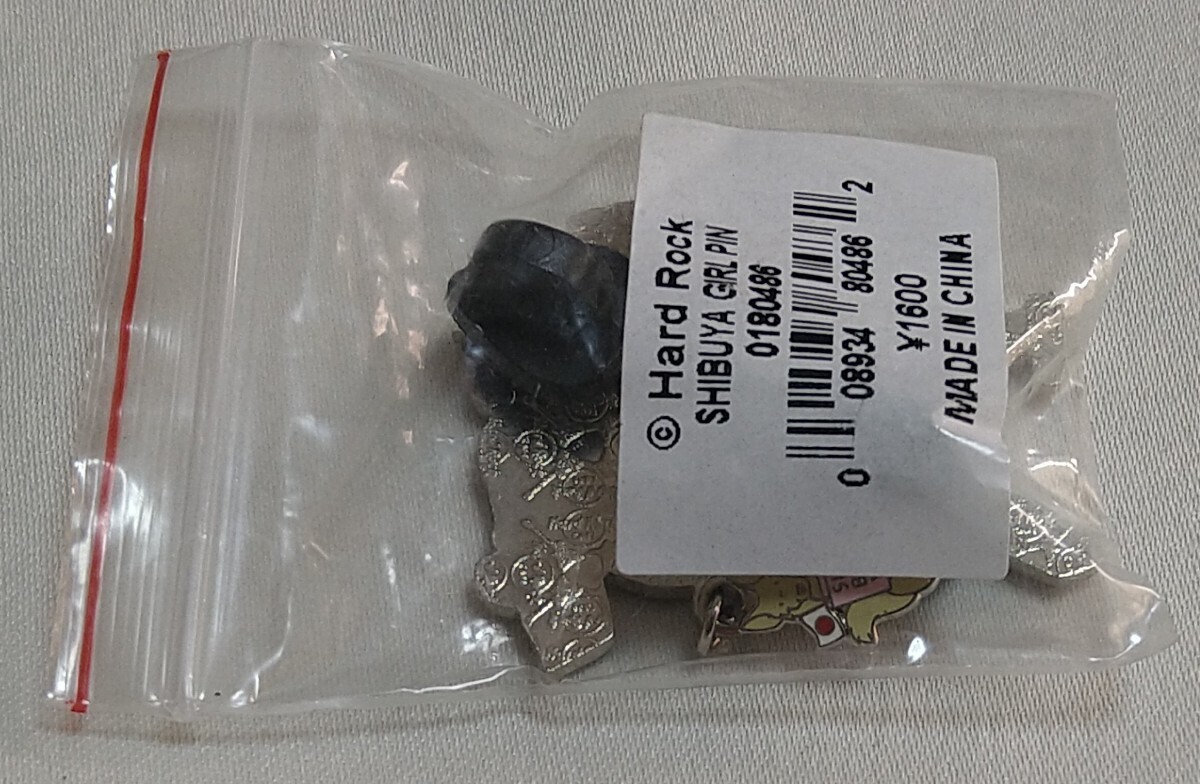 © Hard Rock
SHIBUYA GIRL PIN
0180486
0 08934 80486 2
¥1600
MADE IN CHINA